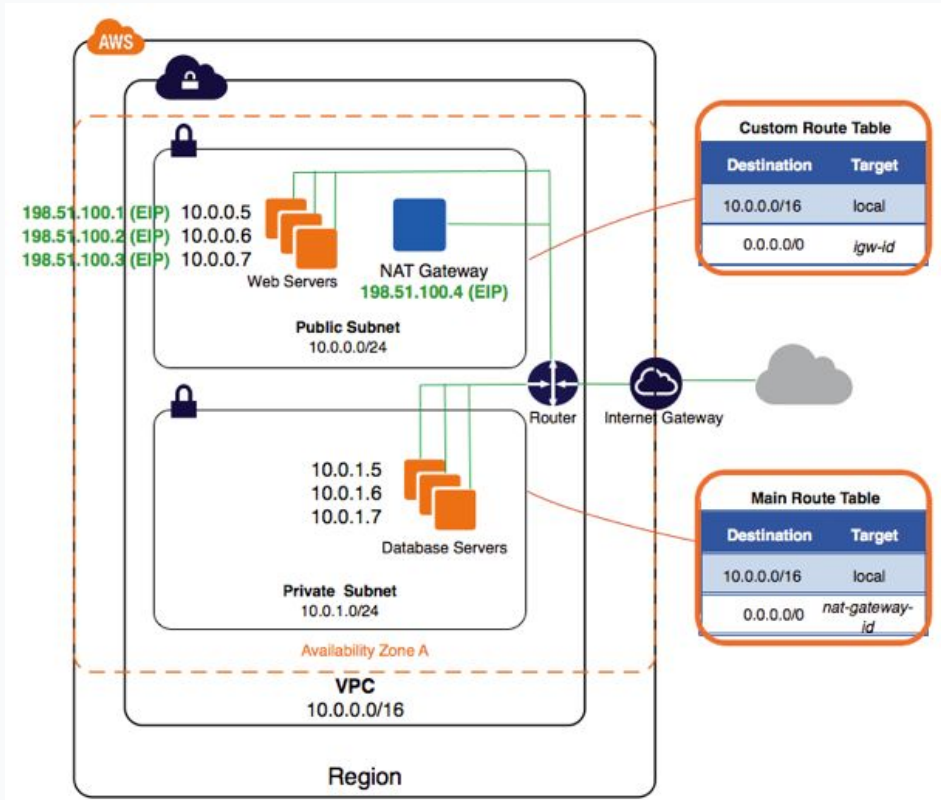 AWS
Custom Route Table
Destination Target
10.0.0.0/16 local
0.0.0.0/0 igw-id
198.51.100.1 (EIP) 10.0.0.5
198.51.100.2 (EIP) 10.0.0.6
198.51.100.3 (EIP) 10.0.0.7
Web Servers
NAT Gateway
198.51.100.4 (EIP)
Public Subnet
10.0.0.0/24
Router
Internet Gateway
10.0.1.5
10.0.1.6
10.0.1.7
Database Servers
Private Subnet
10.0.1.0/24
Main Route Table
Destination Target
10.0.0.0/16 local
0.0.0.0/0 nat-gateway-
id
Availability Zone A
VPC
10.0.0.0/16
Region